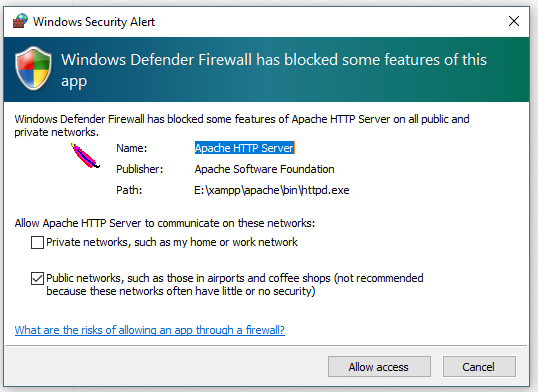 Windows Security Alert
Windows Defender Firewall has blocked some features of this
app
Windows Defender Firewall has blocked some features of Apache HTTP Server on all public and
private networks.
Name: Apache HTTP Server
Publisher: Apache Software Foundation
Path: E:\xampp\apache\bin\httpd.exe
Allow Apache HTTP Server to communicate on these networks:
Private networks, such as my home or work network
Public networks, such as those in airports and coffee shops (not recommended
because these networks often have little or no security)
What are the risks of allowing an app through a firewall?
Allow access Cancel